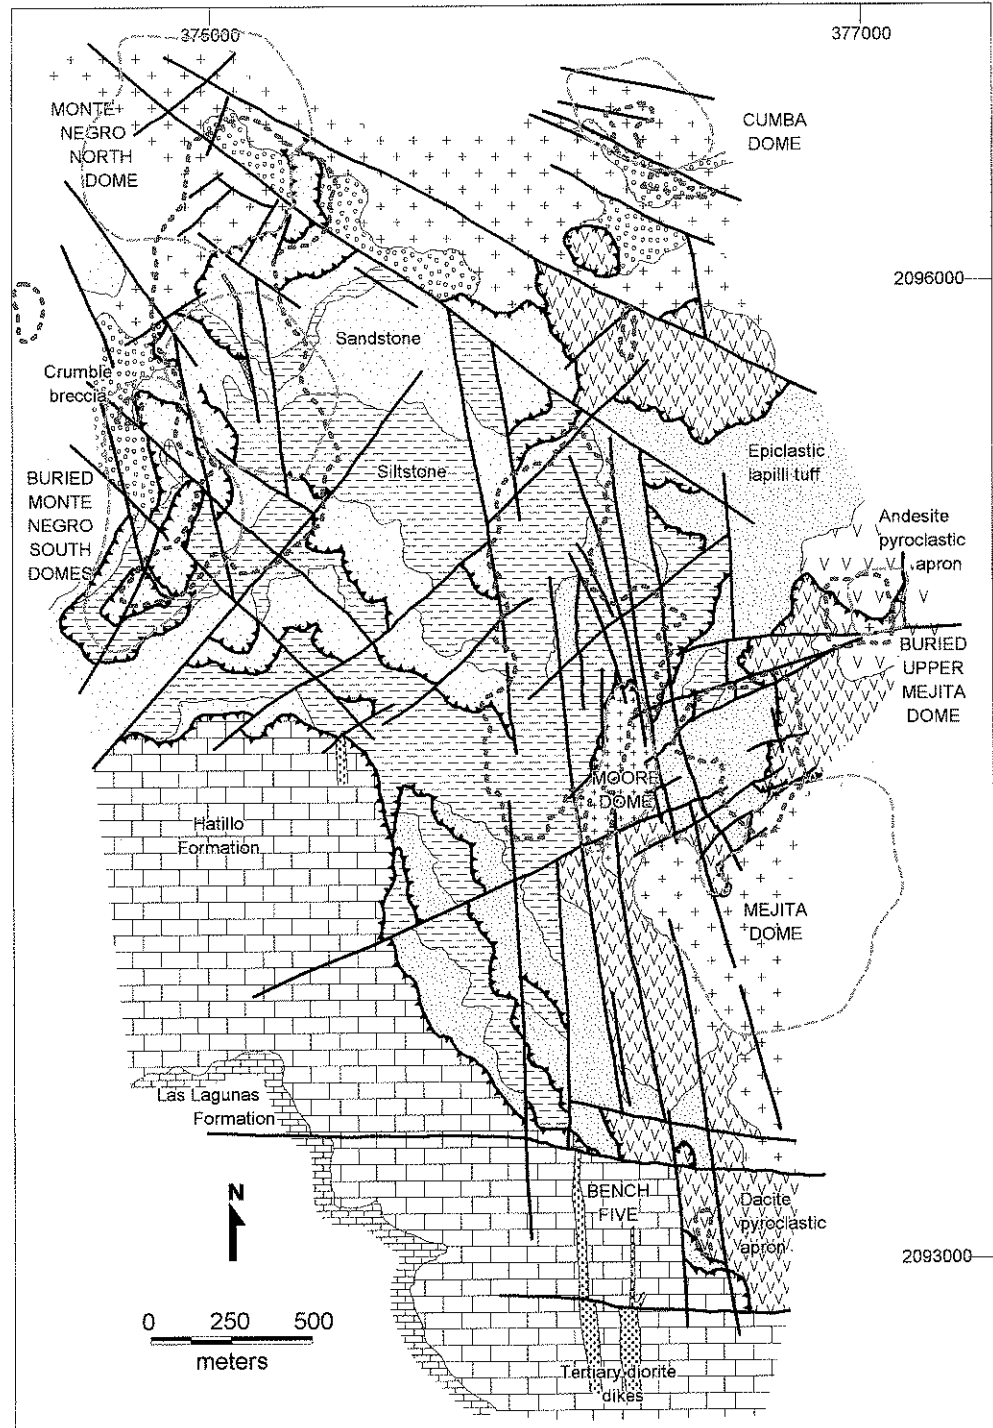 375000
377000
MONTE
NEGRO
NORTH
DOME
CUMBA
DOME
2096000
Sandstone
Crumble
breccia
Siltstone
Epiclastic
lapilli tuff
BURIED
MONTE
NEGRO
SOUTH
DOMES
Andesite
pyroclastic
apron
BURIED
UPPER
MEJITA
DOME
MOORE
DOME
Hatillo
Formation
MEJITA
DOME
Las Lagunas
Formation
N
BENCH
FIVE
Dacite
pyroclastic
apron
2093000
0 250 500
meters
Tertiary diorite
dikes